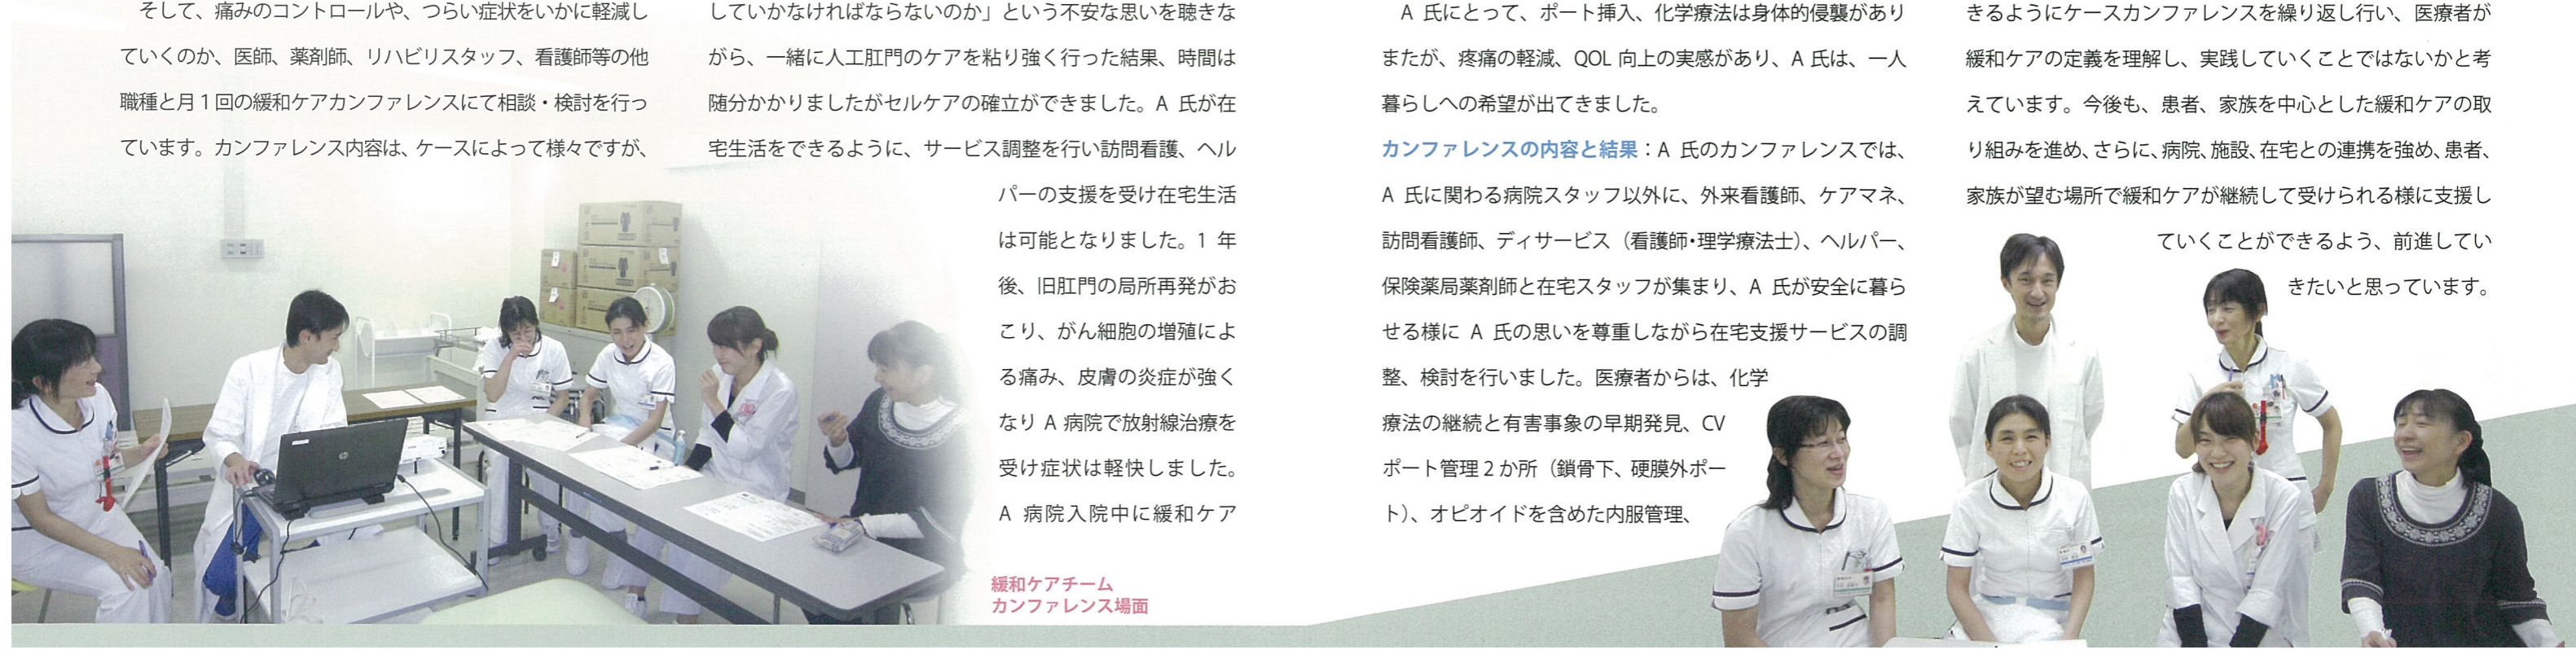 そして、痛みのコントロールや、つらい症状をいかに軽減し
ていくのか、医師、薬剤師、リハビリスタッフ、看護師等の他
職種と月1回の緩和ケアカンファレンスにて相談・検討を行っ
ています。カンファレンス内容は、ケースによって様々ですが、
していかなければならないのか」という不安な思いを聴きな
がら、一緒に人工肛門のケアを粘り強く行った結果、時間は
随分かかりましたがセルケアの確立ができました。A 氏が在
宅生活をできるように、サービス調整を行い訪問看護、ヘル
パーの支援を受け在宅生活
は可能となりました。1 年
後、旧肛門の局所再発がお
こり、がん細胞の増殖によ
る痛み、皮膚の炎症が強く
なり A 病院で放射線治療を
受け症状は軽快しました。
A 病院入院中に緩和ケア
緩和ケアチーム
カンファレンス場面
A 氏にとって、ポート挿入、化学療法は身体的侵襲があり
またが、疼痛の軽減、QOL 向上の実感があり、A 氏は、一人
暮らしへの希望が出てきました。
カンファレンスの内容と結果：A 氏のカンファレンスでは、
A 氏に関わる病院スタッフ以外に、外来看護師、ケアマネ、
訪問看護師、ディサービス（看護師・理学療法士）、ヘルパー、
保険薬局薬剤師と在宅スタッフが集まり、A 氏が安全に暮ら
せる様に A 氏の思いを尊重しながら在宅支援サービスの調
整、検討を行いました。医療者からは、化学
療法の継続と有害事象の早期発見、CV
ポート管理 2 か所（鎖骨下、硬膜外ポー
ト）、オピオイドを含めた内服管理、
きるようにケースカンファレンスを繰り返し行い、医療者が
緩和ケアの定義を理解し、実践していくことではないかと考
えています。今後も、患者、家族を中心とした緩和ケアの取
り組みを進め、さらに、病院、施設、在宅との連携を強め、患者、
家族が望む場所で緩和ケアが継続して受けられる様に支援し
ていくことができるよう、前進してい
きたいと思っています。